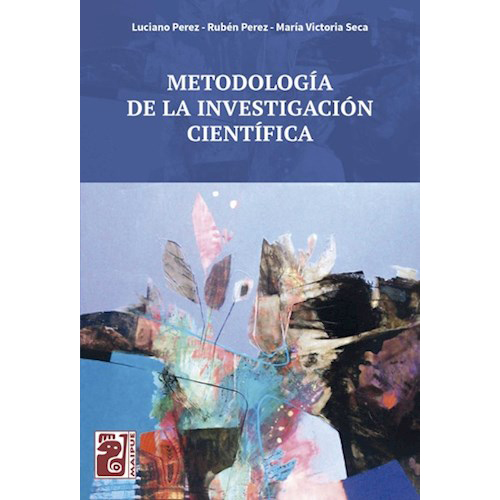 Luciano Perez - Rubén Perez - María Victoria Seca
METODOLOGÍA
DE LA INVESTIGACIÓN
CIENTÍFICA
MAIPUE